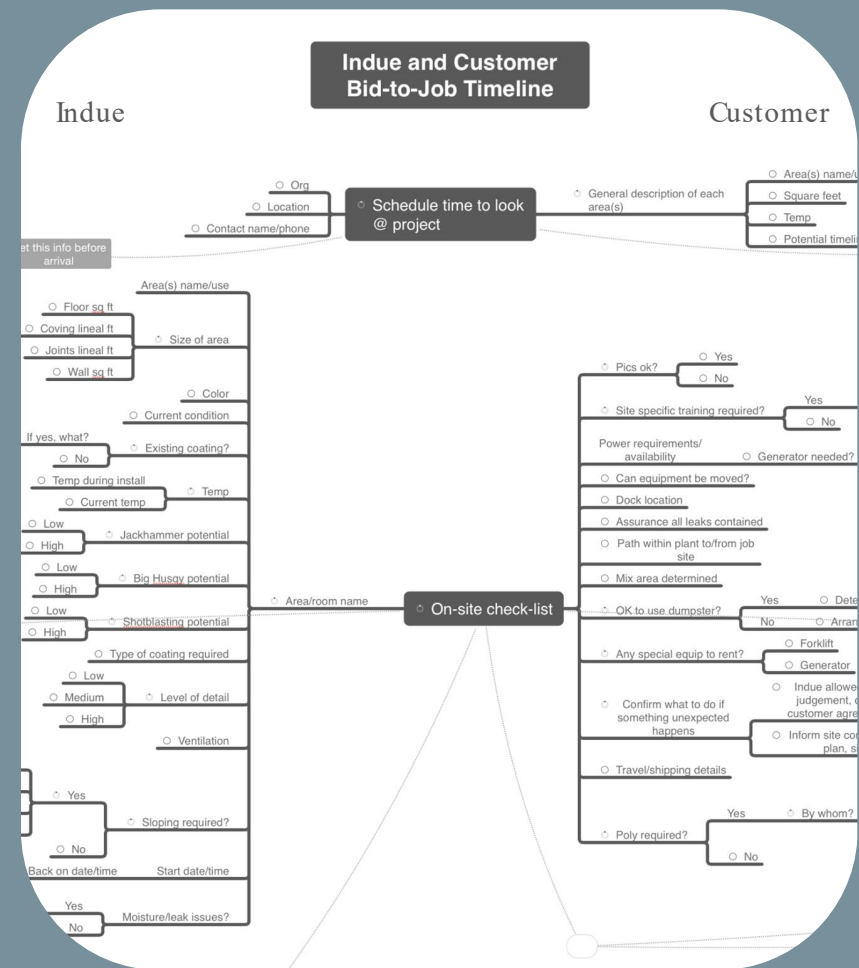 Indue and Customer
Bid-to-Job Timeline
Indue
Customer
Org
Location
Contact name/phone
Schedule time to look
@ project
General description of each
area(s)
Area(s)
Square feet
Temp
Potential
this info before
arrival
Area(s) name/use
Floor sq ft
Coving lineal ft
Joints lineal ft
Wall sq ft
Size of area
Color
Current condition
If yes, what?
No
Existing coating?
Temp during install
Current temp
Temp
Low
High
Jackhammer potential
Low
High
Big Husqy potential
Low
High
Shotblasting potential
Type of coating required
Low
Medium
High
Level of detail
Ventilation
Yes
No
Sloping required?
Back on date/time
Start date/time
Yes
No
Moisture/leak issues?
Area/room name
On-site check-list
Pics ok?
Yes
No
Site specific training required?
Yes
No
Power requirements/
availability
Generator needed?
Can equipment be moved?
Dock location
Assurance all leaks contained
Path within plant to/from job
site
Mix area determined
OK to use dumpster?
Yes
No
Any special equip to rent?
Forklift
Generator
Confirm what to do if
something unexpected
happens
Indue
judgement,
customer
Inform site
plan,
Travel/shipping details
Poly required?
Yes
By whom?
No